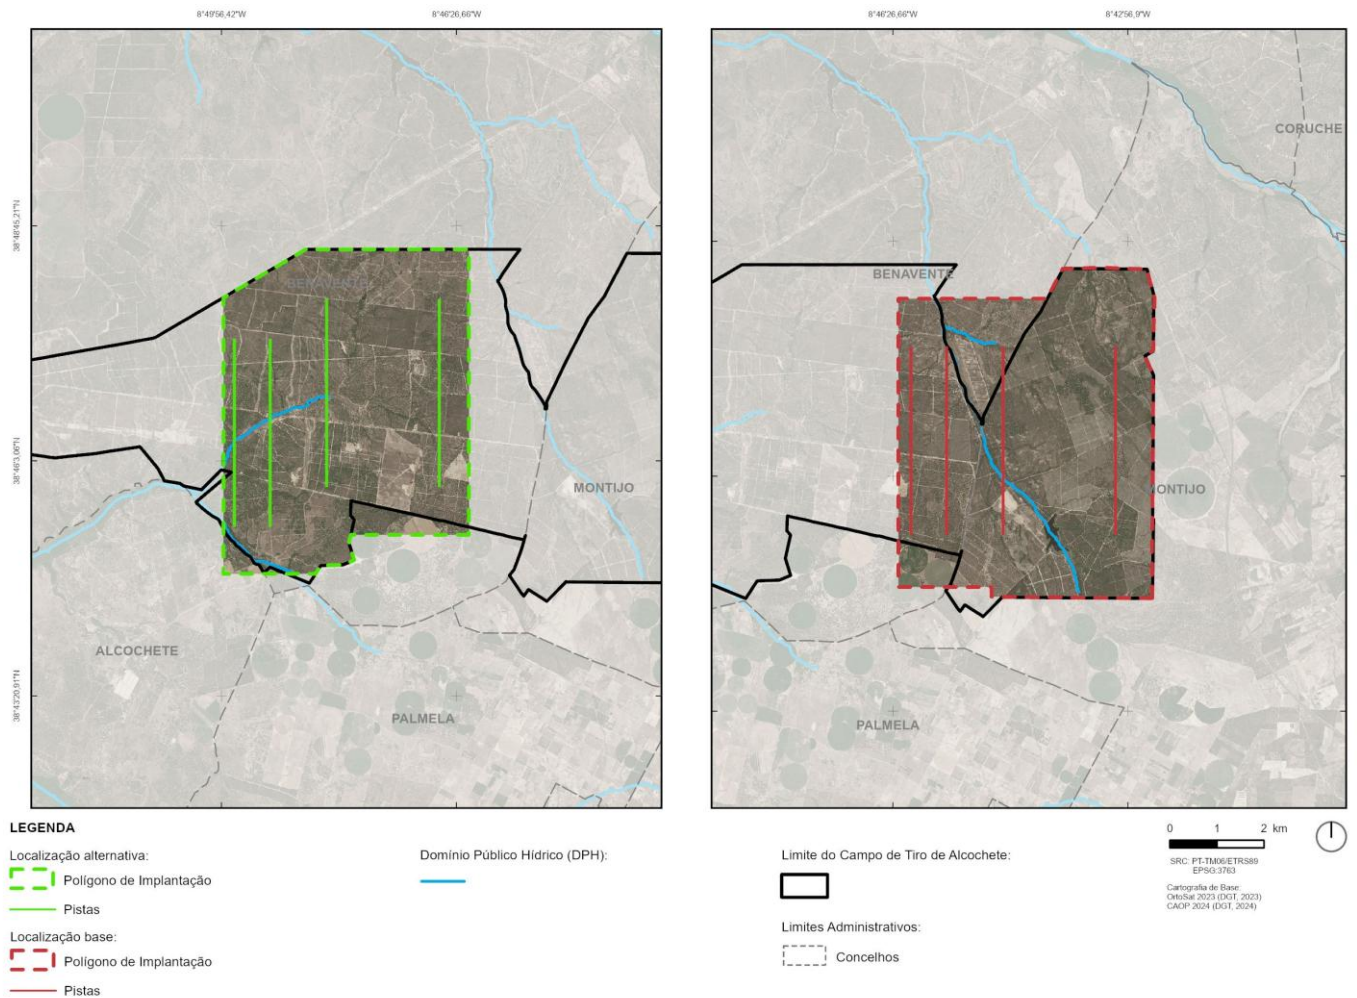 8°49'56,42"W
8°46'26,66"W
8°46'26,66"W
8°42'56,9"W
38°48'45,21"N
38°46'3,06"N
38°43'20,91"N
BENAVENTE
MONTIJO
ALCOCHETE
PALMELA
CORUCHE
BENAVENTE
MONTIJO
PALMELA
LEGENDA
Localização alternativa:
Polígono de Implantação
Pistas
Localização base:
Polígono de Implantação
Pistas
Domínio Público Hídrico (DPH):
Limite do Campo de Tiro de Alcochete:
Limites Administrativos:
Concelhos
0 1 2 km
SRC: PT-TM06/ETRS89
EPSG:3763
Cartografia de Base:
OrtoSat 2023 (DGT, 2023)
CAOP 2024 (DGT, 2024)